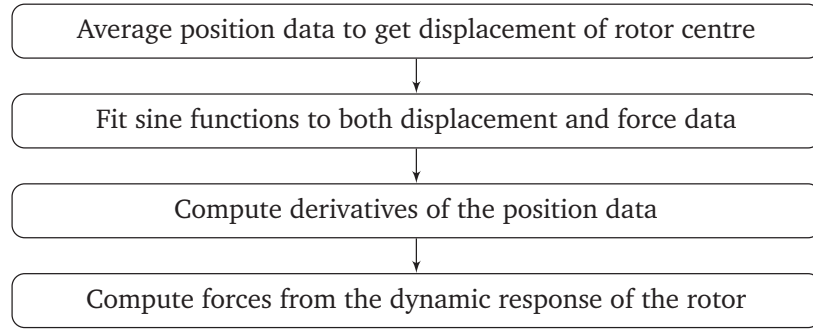 Average position data to get displacement of rotor centre
Fit sine functions to both displacement and force data
Compute derivatives of the position data
Compute forces from the dynamic response of the rotor